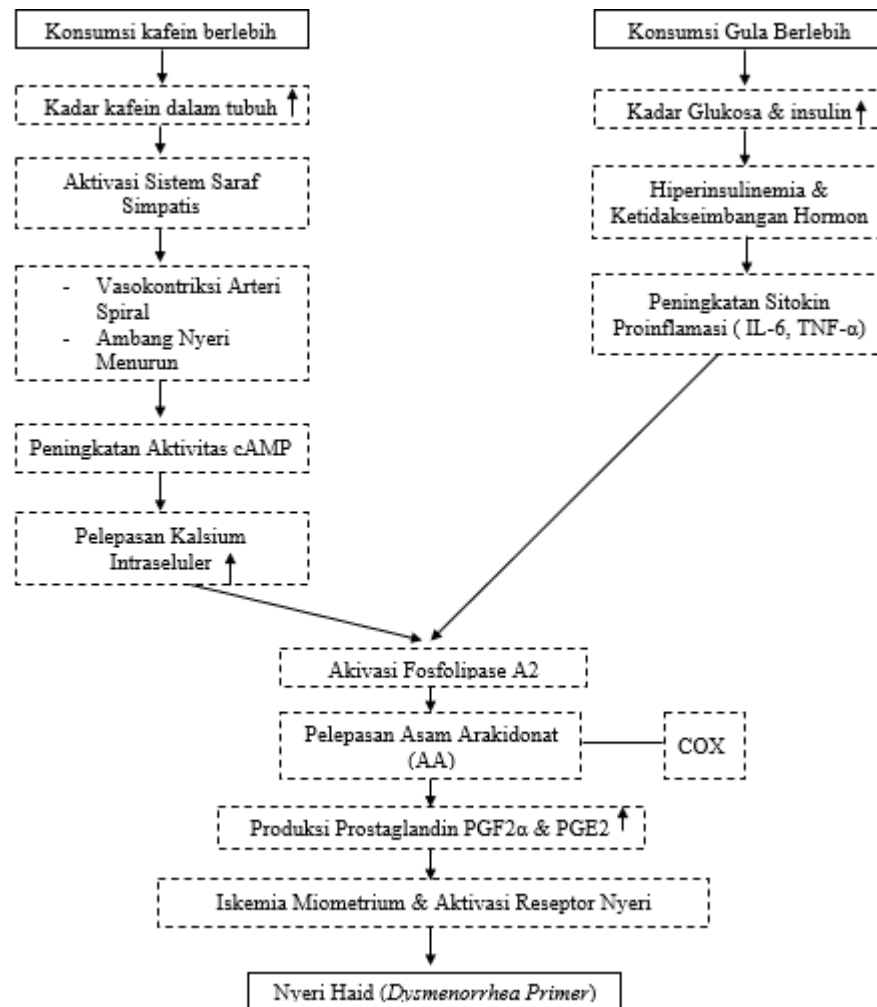 Konsumsi kafein berlebih
Kadar kafein dalam tubuh
Aktivasi Sistem Saraf
Simpatis
- Vasokontriksi Arteri
Spiral
- Ambang Nyeri
Menurun
Peningkatan Aktivitas cAMP
Pelepasan Kalsium
Intraseluler
Konsumsi Gula Berlebih
Kadar Glukosa & insulin
Hiperinsulinemia &
Ketidakseimbangan Hormon
Peningkatan Sitokin
Proinflamasi ( IL-6, TNF-α)
Akivasi Fosfolipase A2
Pelepasan Asam Arakidonat
(AA)
COX
Produksi Prostaglandin PGF2α & PGE2
Iskemia Miometrium & Aktivasi Reseptor Nyeri
Nyeri Haid (Dysmenorrhea Primer)